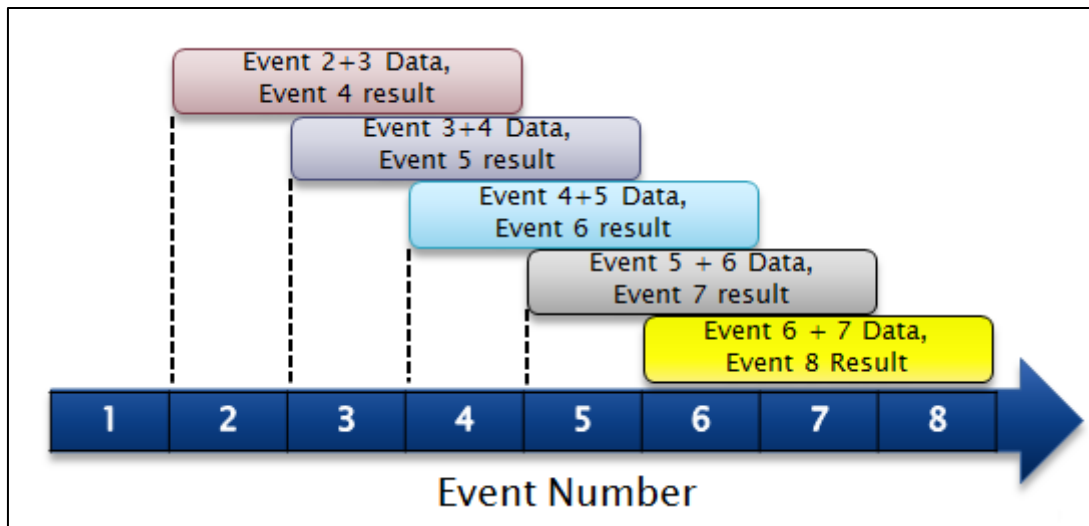 Event 2+3 Data,
Event 4 result
Event 3+4 Data,
Event 5 result
Event 4+5 Data,
Event 6 result
Event 5 + 6 Data,
Event 7 result
Event 6 + 7 Data,
Event 8 Result
1 2 3 4 5 6 7 8
Event Number